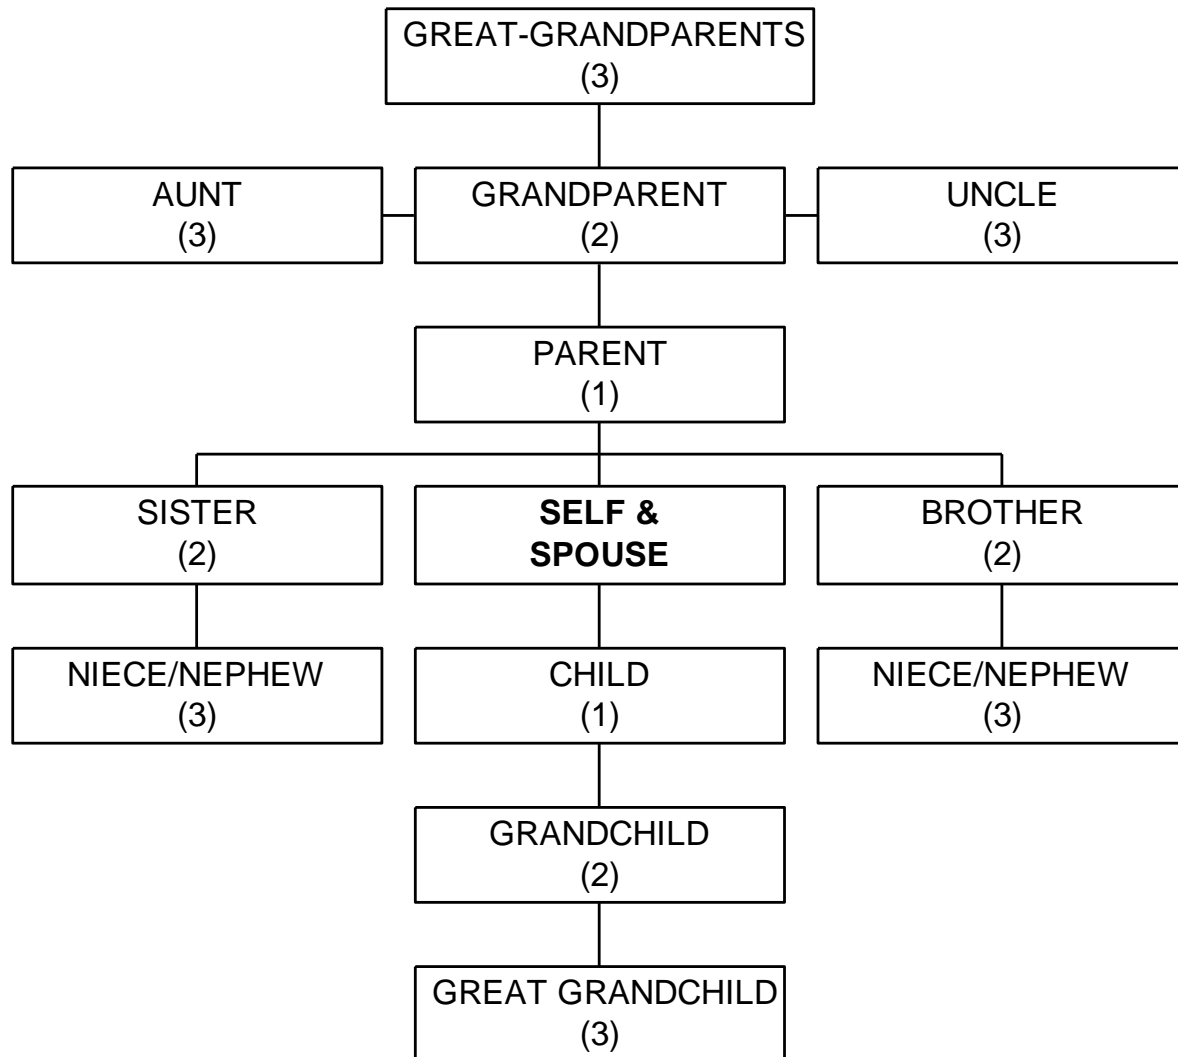 GREAT-GRANDPARENTS
(3)
AUNT
(3)
GRANDPARENT
(2)
UNCLE
(3)
PARENT
(1)
SISTER
(2)
SELF &
SPOUSE
BROTHER
(2)
NIECE/NEPHEW
(3)
CHILD
(1)
NIECE/NEPHEW
(3)
GRANDCHILD
(2)
GREAT GRANDCHILD
(3)